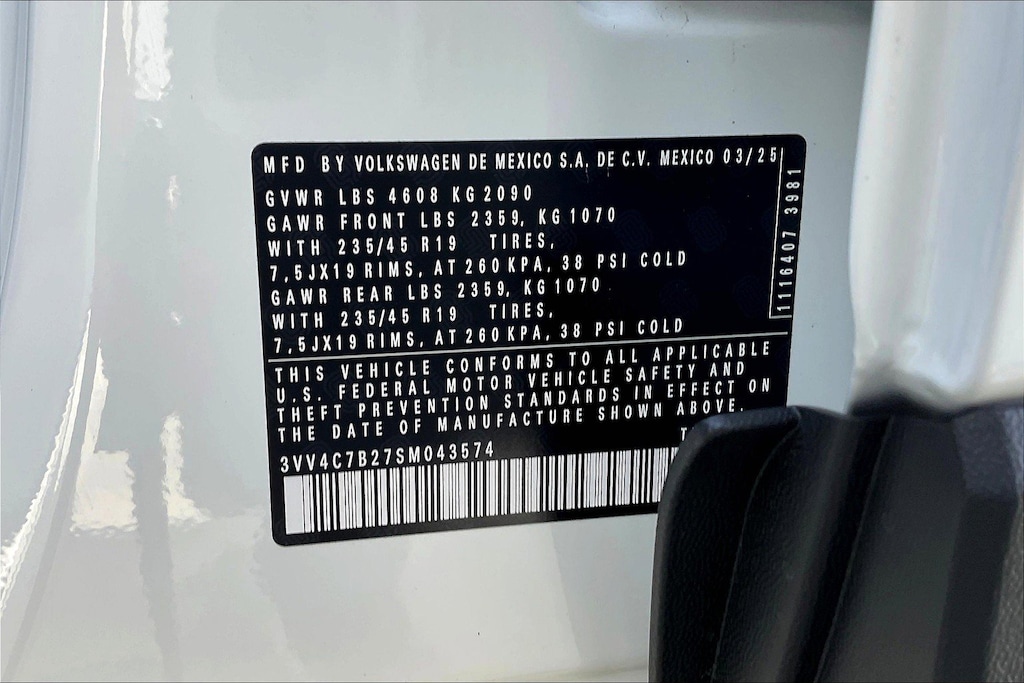 MFD BY VOLKSWAGEN DE MEXICO S.A. DE C.V. MEXICO 03/25
GVWR LBS 4608 KG 2090
GAWR FRONT LBS 2359, KG 1070
WITH 235/45 R19 TIRES,
7,5JX19 RIMS, AT 260 KPA, 38 PSI COLD
GAWR REAR LBS 2359, KG 1070
WITH 235/45 R19 TIRES,
7,5JX19 RIMS, AT 260 KPA, 38 PSI COLD
1116407 3981
THIS VEHICLE CONFORMS TO ALL APPLICABLE
U.S. FEDERAL MOTOR VEHICLE SAFETY AND
THEFT PREVENTION STANDARDS IN EFFECT ON
THE DATE OF MANUFACTURE SHOWN ABOVE.
3VV4C7B27SM043574